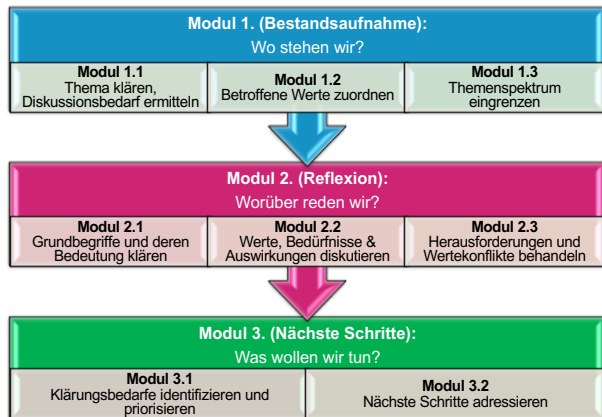 Modul 1. (Bestandsaufnahme):
Wo stehen wir?
Modul 1.1
Thema klären,
Diskussionsbedarf ermitteln
Modul 1.2
Betroffene Werte zuordnen
Modul 1.3
Themenspektrum
eingrenzen
Modul 2. (Reflexion):
Worüber reden wir?
Modul 2.1
Grundbegriffe und deren
Bedeutung klären
Modul 2.2
Werte, Bedürfnisse &
Auswirkungen diskutieren
Modul 2.3
Herausforderungen und
Wertekonflikte behandeln
Modul 3. (Nächste Schritte):
Was wollen wir tun?
Modul 3.1
Klärungsbedarfe identifizieren und
priorisieren
Modul 3.2
Nächste Schritte adressieren